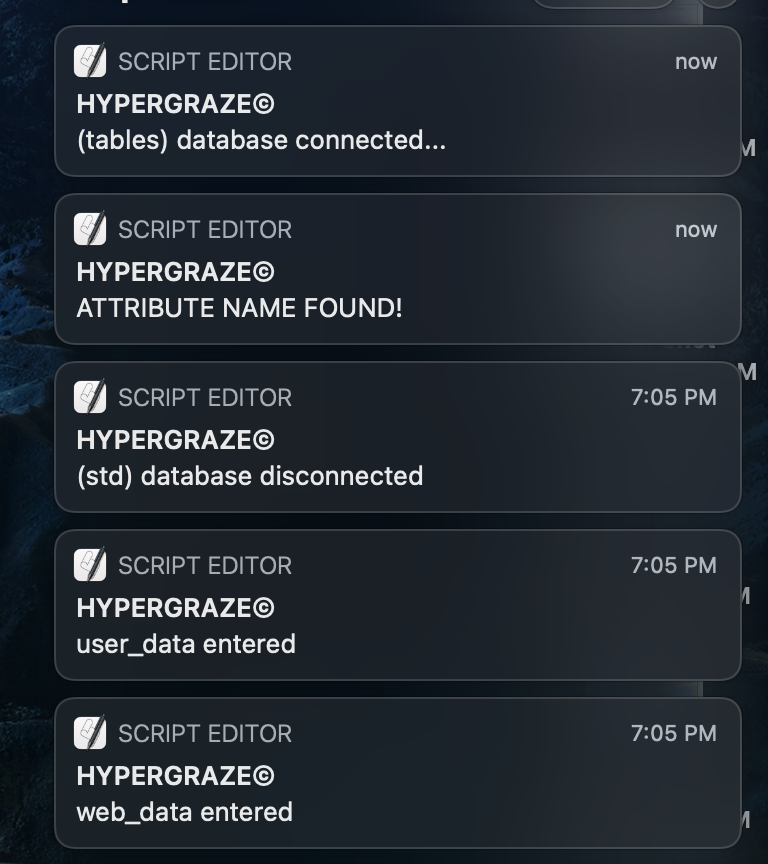 SCRIPT EDITOR now
HYPERGRAZE©
(tables) database connected...
SCRIPT EDITOR now
HYPERGRAZE©
ATTRIBUTE NAME FOUND!
SCRIPT EDITOR 7:05 PM
HYPERGRAZE©
(std) database disconnected
SCRIPT EDITOR 7:05 PM
HYPERGRAZE©
user_data entered
SCRIPT EDITOR 7:05 PM
HYPERGRAZE©
web_data entered